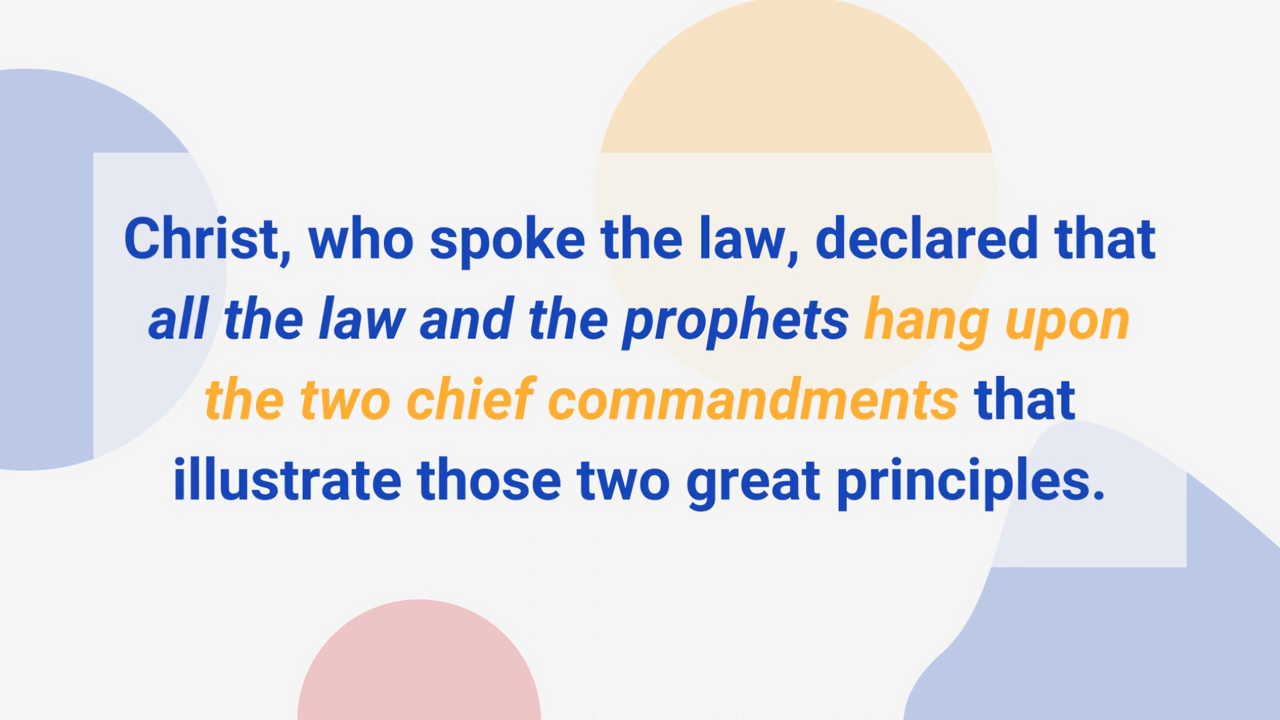 Christ, who spoke the law, declared that
all the law and the prophets hang upon
the two chief commandments that
illustrate those two great principles.